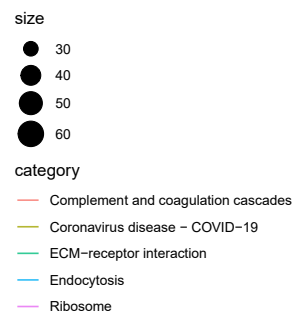 size
30
40
50
60
category
Complement and coagulation cascades
Coronavirus disease − COVID−19
ECM−receptor interaction
Endocytosis
Ribosome